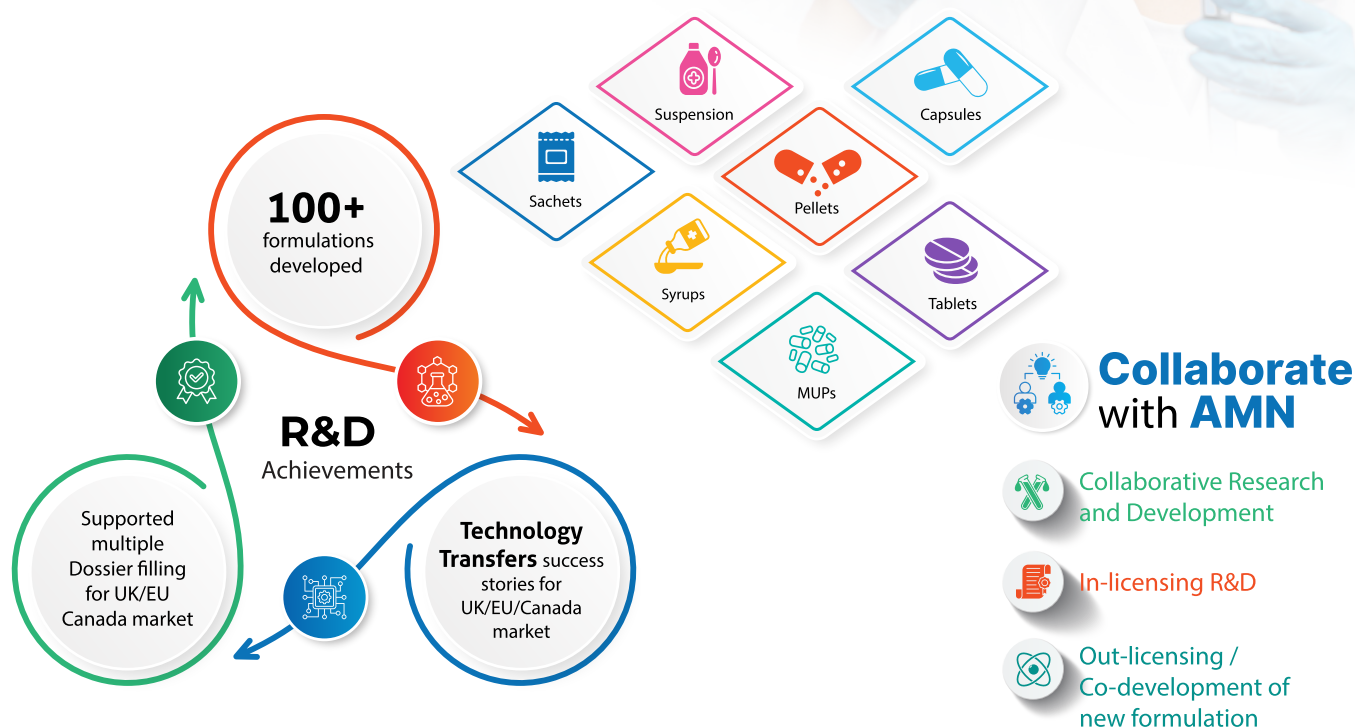 100+
formulations
developed
R&D
Achievements
Supported
multiple
Dossier filling
for UK/EU
Canada market
Technology
Transfers success
stories for
UK/EU/Canada
market
Suspension
Capsules
Sachets
Pellets
Syrups
Tablets
MUPs
Collaborate
with AMN
Collaborative Research
and Development
In-licensing R&D
Out-licensing /
Co-development of
new formulation